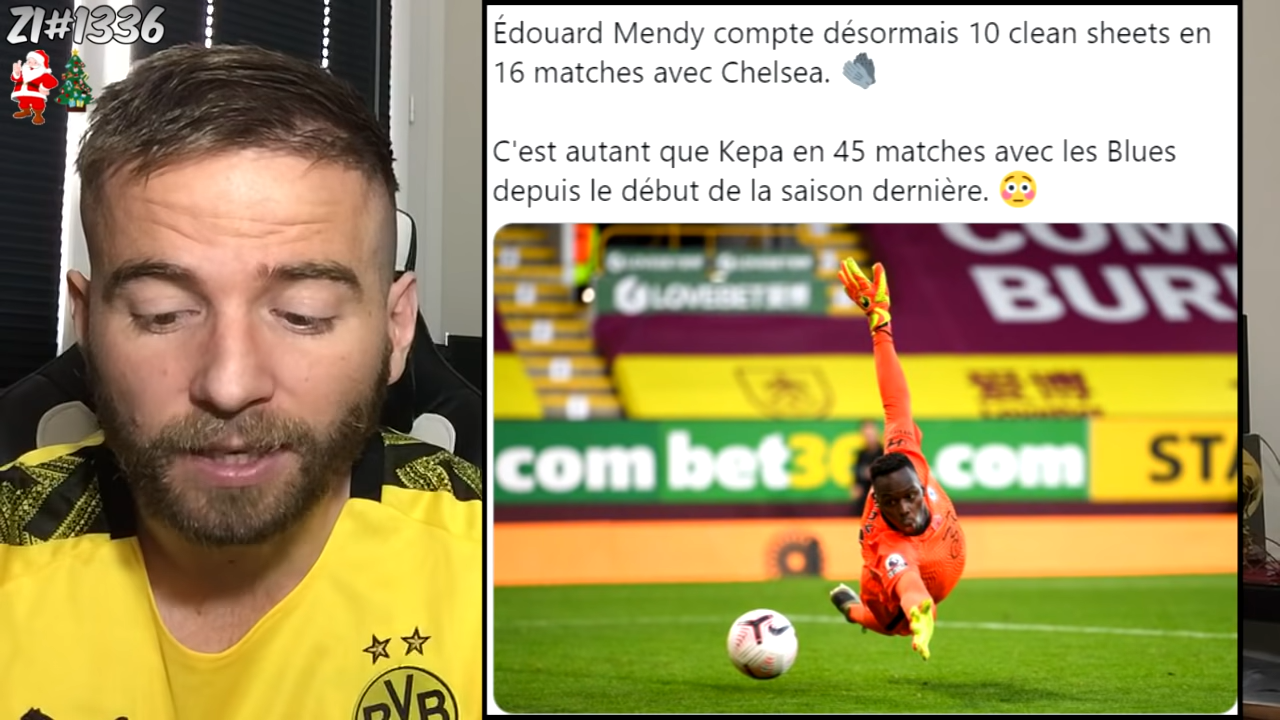 ZI#1336
Édouard Mendy compte désormais 10 clean sheets en
16 matches avec Chelsea.
C'est autant que Kepa en 45 matches avec les Blues
depuis le début de la saison dernière.
BUR
LOVEBET
com bet36 .com
STA
BVB